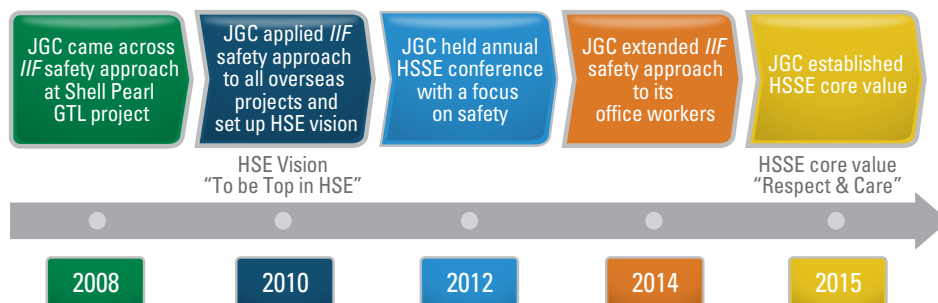 JGC came across
IIF safety approach
at Shell Pearl
GTL project
JGC applied IIF
safety approach
to all overseas
projects and
set up HSE vision
JGC held annual
HSSE conference
with a focus
on safety
JGC extended IIF
safety approach
to its
office workers
JGC established
HSSE core value
HSE Vision
“To be Top in HSE”
HSSE core value
“Respect & Care”
2008
2010
2012
2014
2015